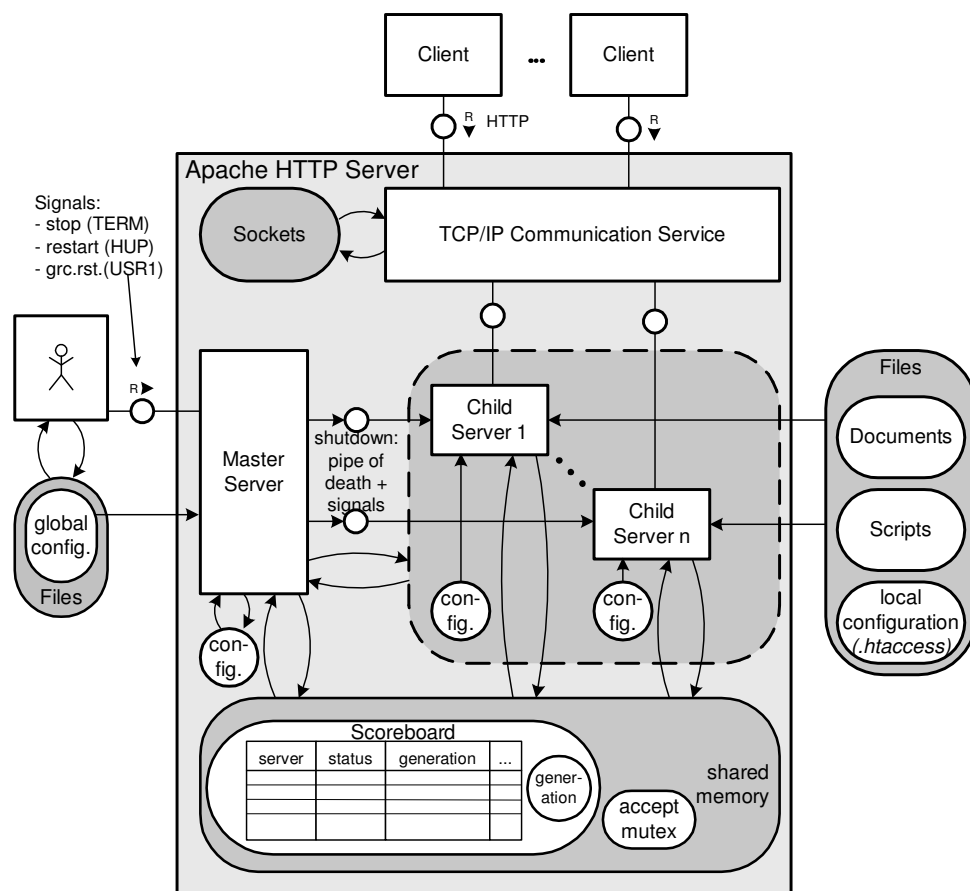 Client
...
Client
R
HTTP
R
Apache HTTP Server
Signals:
- stop (TERM)
- restart (HUP)
- grc.rst.(USR1)
Sockets
TCP/IP Communication Service
R
Master
Server
shutdown:
pipe of
death +
signals
Child
Server 1
Child
Server n
Files
Documents
Scripts
local
configuration
(.htaccess)
global
config.
Files
con-
fig.
con-
fig.
con-
fig.
Scoreboard
server status generation ...
gener-
ation
accept
mutex
shared
memory